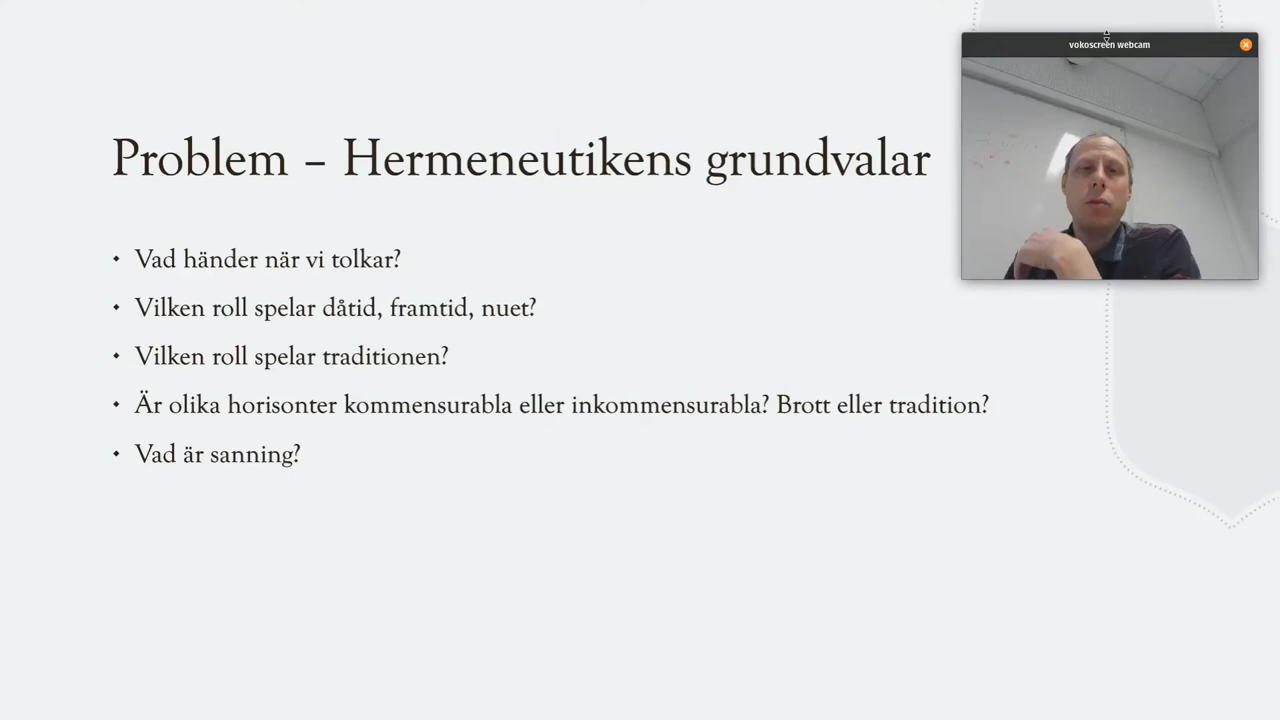 vokoscreen webcam
Problem – Hermeneutikens grundvalar
Vad händer när vi tolkar?
Vilken roll spelar dåtid, framtid, nuet?
Vilken roll spelar traditionen?
Är olika horisonter kommensurabla eller inkommensurabla? Brott eller tradition?
Vad är sanning?